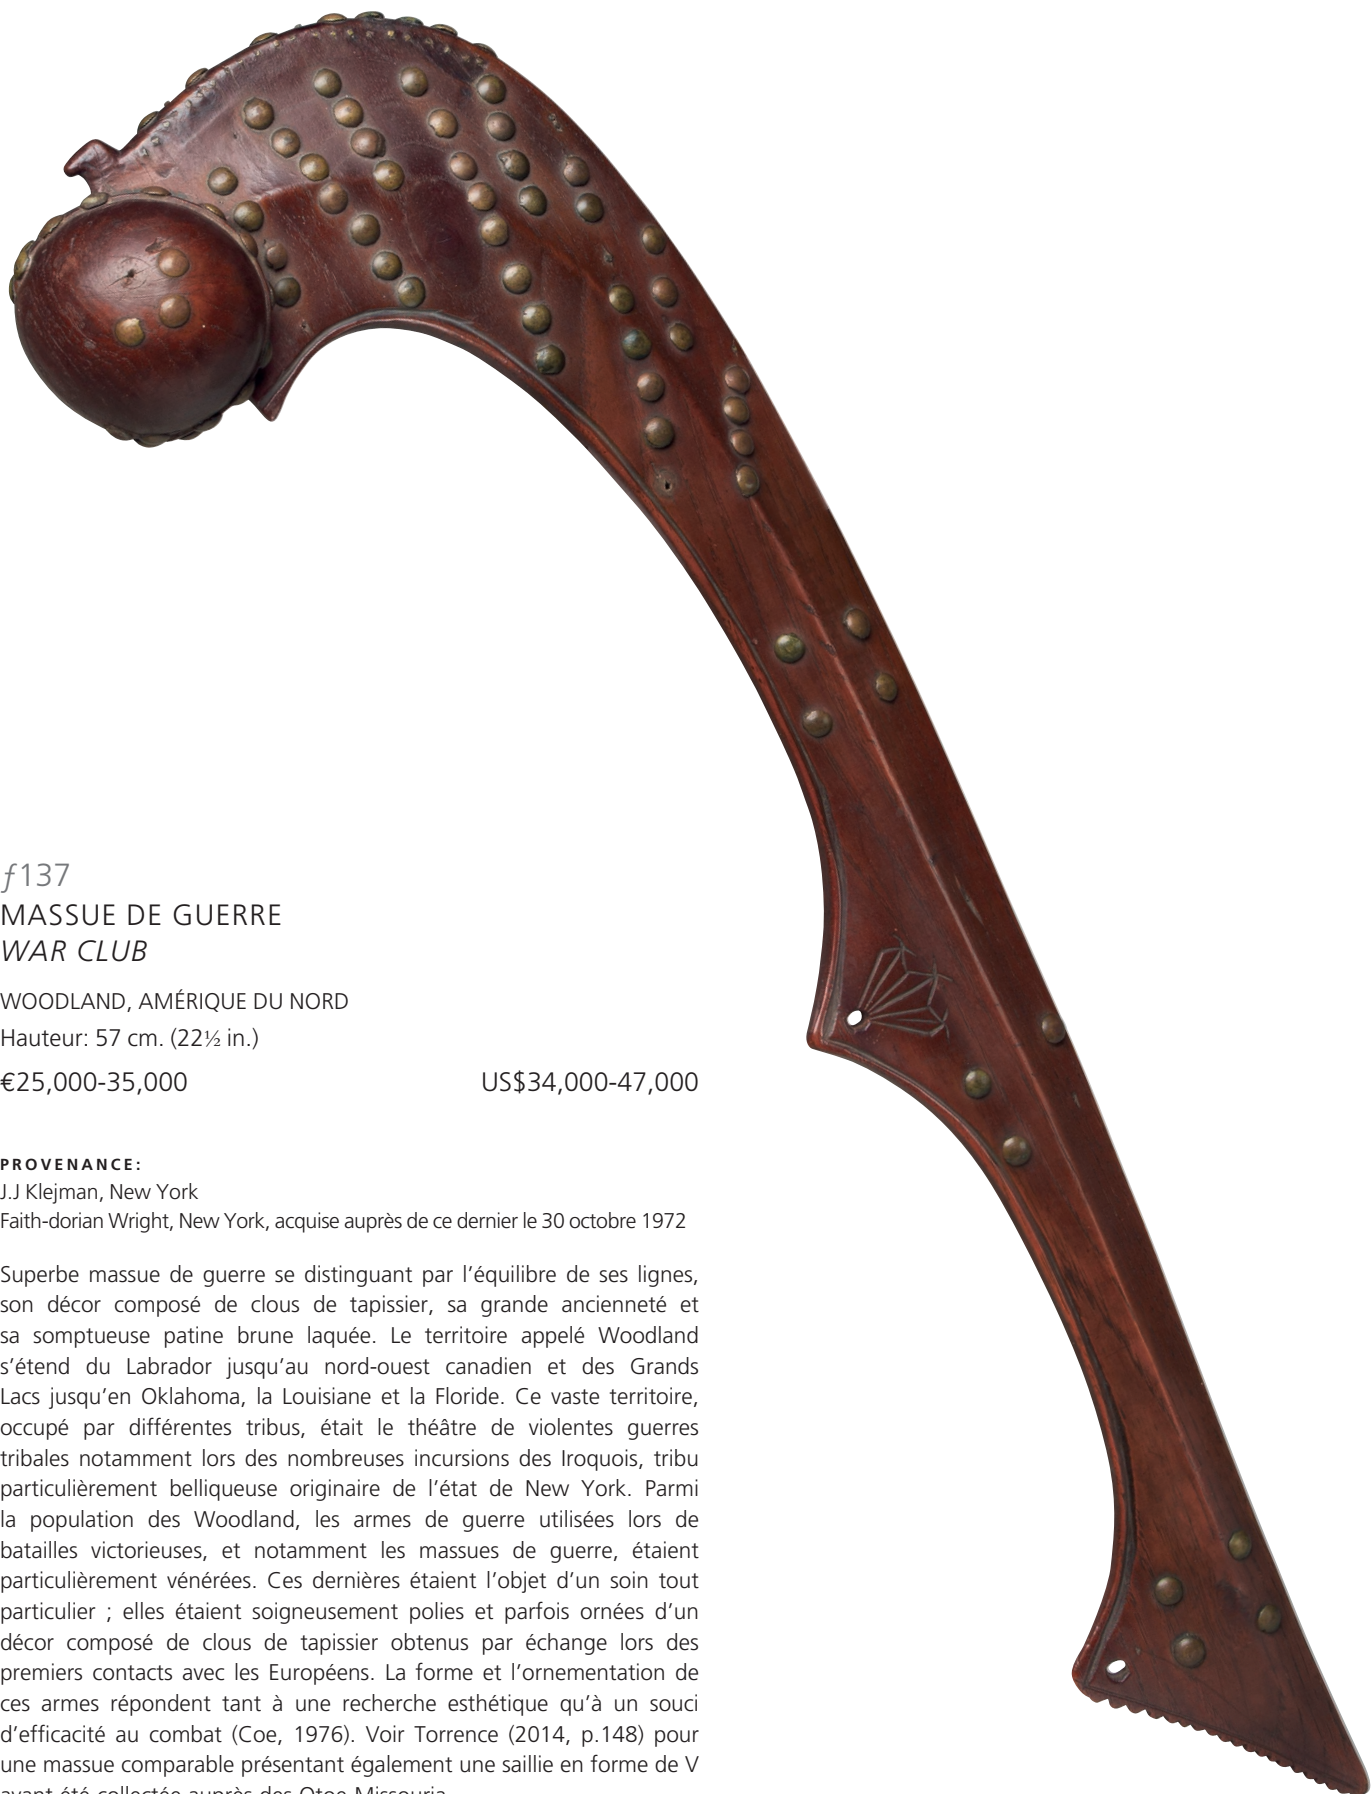 ƒ137
MASSUE DE GUERRE
WAR CLUB
WOODLAND, AMÉRIQUE DU NORD
Hauteur: 57 cm. (22½ in.)
€25,000-35,000 US$34,000-47,000
PROVENANCE:
J.J Klejman, New York
Faith-dorian Wright, New York, acquise auprès de ce dernier le 30 octobre 1972
Superbe massue de guerre se distinguant par l’équilibre de ses lignes,
son décor composé de clous de tapissier, sa grande ancienneté et
sa somptueuse patine brune laquée. Le territoire appelé Woodland
s’étend du Labrador jusqu’au nord-ouest canadien et des Grands
Lacs jusqu’en Oklahoma, la Louisiane et la Floride. Ce vaste territoire,
occupé par différentes tribus, était le théâtre de violentes guerres
tribales notamment lors des nombreuses incursions des Iroquois, tribu
particulièrement belliqueuse originaire de l’état de New York. Parmi
la population des Woodland, les armes de guerre utilisées lors de
batailles victorieuses, et notamment les massues de guerre, étaient
particulièrement vénérées. Ces dernières étaient l’objet d’un soin tout
particulier ; elles étaient soigneusement polies et parfois ornées d’un
décor composé de clous de tapissier obtenus par échange lors des
premiers contacts avec les Européens. La forme et l’ornementation de
ces armes répondent tant à une recherche esthétique qu’à un souci
d’efficacité au combat (Coe, 1976). Voir Torrence (2014, p.148) pour
une massue comparable présentant également une saillie en forme de V
ayant été collectée auprès des Otoe-Missouria